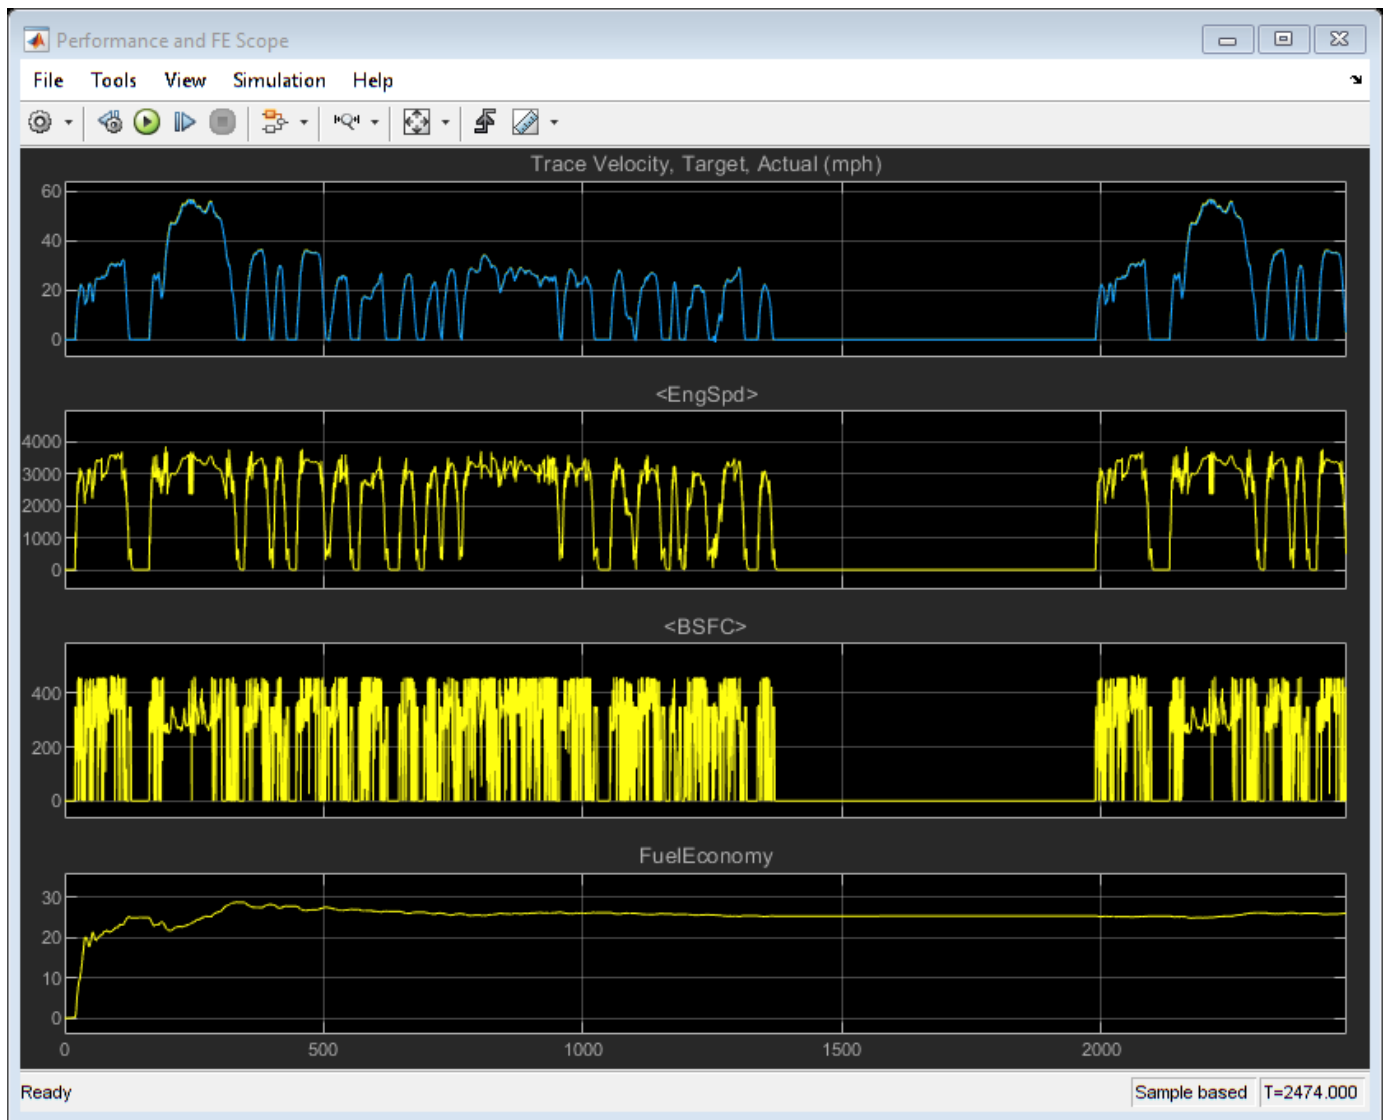 Performance and FE Scope
File Tools View Simulation Help
Trace Velocity, Target, Actual (mph)
60
40
20
0
<EngSpd>
4000
3000
2000
1000
0
<BSFC>
400
200
0
FuelEconomy
30
20
10
0
0 500 1000 1500 2000
Ready Sample based T=2474.000